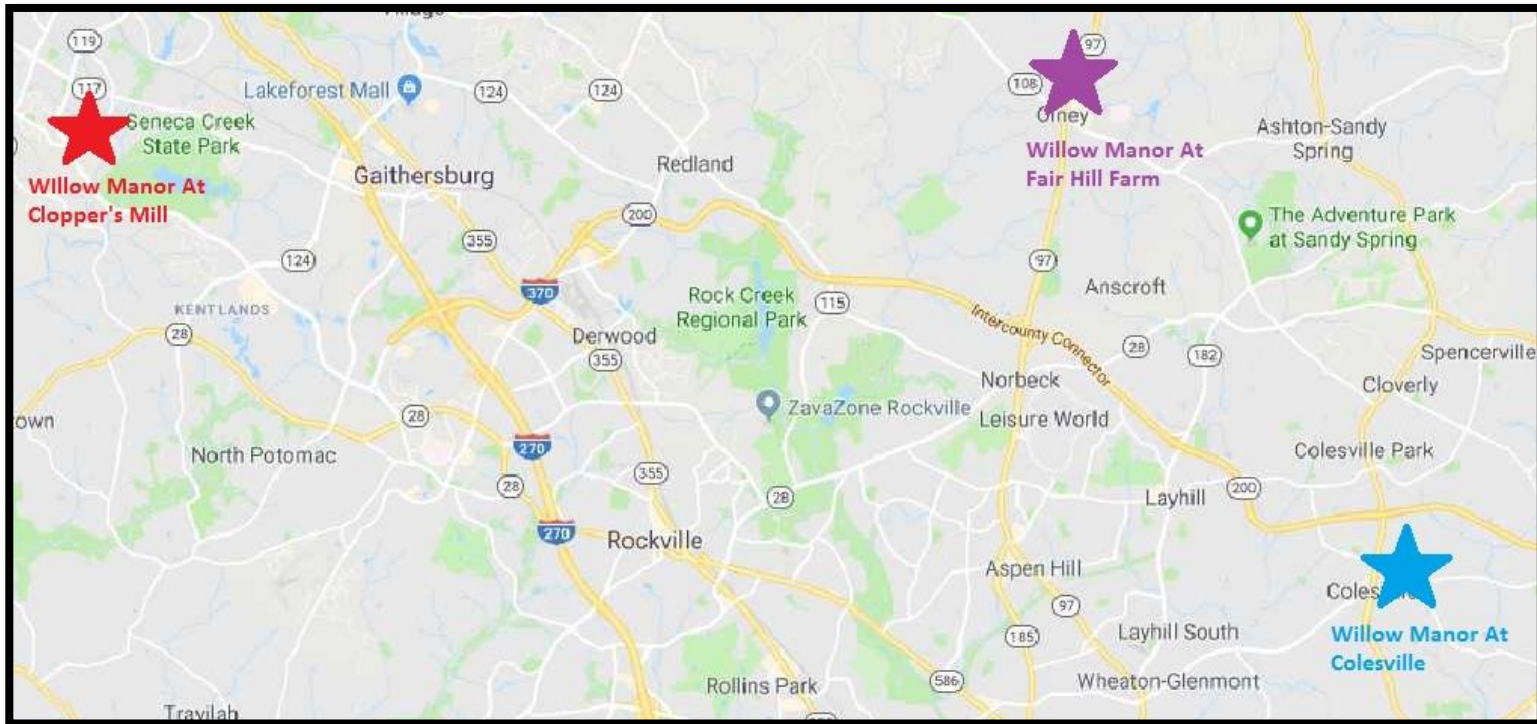 Village
119
97
117
Lakeforest Mall
124
124
108
Olney
Seneca Creek
State Park
Ashton-Sandy
Spring
Willow Manor At
Fair Hill Farm
Redland
Gaithersburg
WIllow Manor At
Clopper's Mill
200
The Adventure Park
at Sandy Spring
355
124
97
370
Rock Creek
Regional Park
Anscroft
KENTLANDS
115
Intercounty Connector
28
Derwood
355
28
182
Spencerville
Norbeck
Cloverly
ZavaZone Rockville
Leisure World
28
own
270
North Potomac
Colesville Park
355
28
28
Layhill
200
270
Rockville
Aspen Hill
97
185
Layhill South
Willow Manor At
Colesville
586
Rollins Park
Wheaton-Glenmont
Travilah